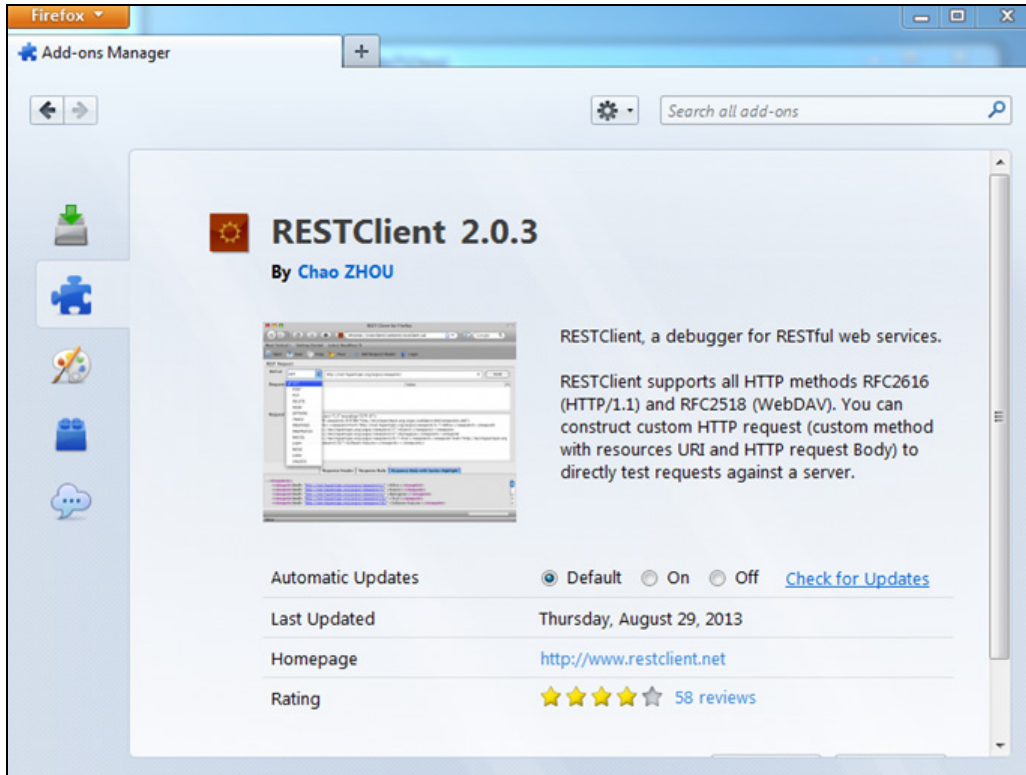 Firefox
Add-ons Manager
Search all add-ons
RESTClient 2.0.3
By Chao ZHOU
RESTClient, a debugger for RESTful web services.
RESTClient supports all HTTP methods RFC2616
(HTTP/1.1) and RFC2518 (WebDAV). You can
construct custom HTTP request (custom method
with resources URI and HTTP request Body) to
directly test requests against a server.
Automatic Updates Default On Off Check for Updates
Last Updated Thursday, August 29, 2013
Homepage http://www.restclient.net
Rating 58 reviews